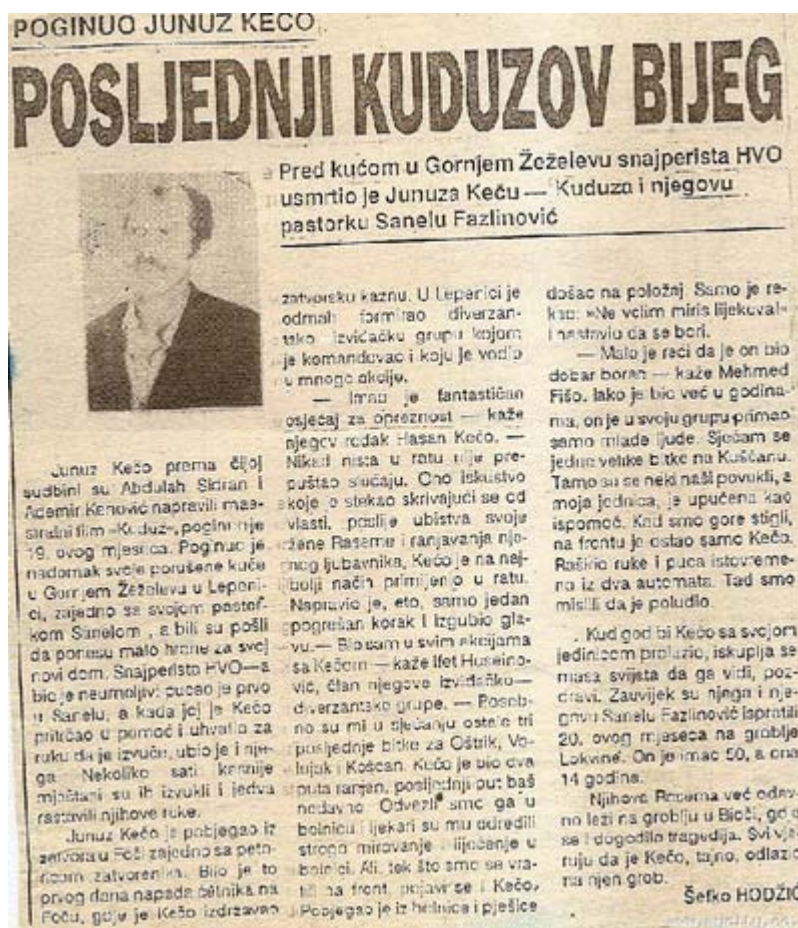 POGINUO JUNUZ KEČO
POSLJEDNJI KUDUZOV BIJEG
Pred kućom u Gornjem Žeželevu snajperista HVO
usmrtio je Junuza Keču — Kuduza i njegovu
pastorku Sanelu Fazlinović
Junuz Kečo prema čijoj
sudbini su Abdulah Skiran i
Ademir Kenović napravili mae-
stralni film «Kuduz», poginuo je
19. ovog mjeseca. Poginuo je
nadomak svoje porušene kuće
u Gornjem Žeželevu u Lepeni-
ci, zajedno sa svojom pastor-
kom Sanelom , a bili su pošli
da ponesu malo hrane za svoj
novi dom. Snajperista HVO—a
bio je neumoljiv: pucao je prvo
u Sanelu, a kada joj je Kečo
pritrčao u pomoć i uhvatio za
ruku da je izvuče, ubio je i nje-
ga. Nekoliko sati kasnije
mještani su ih izvukli i jedva
rastavili njihove ruke.
Junuz Kečo je pobjegao iz
zatvora u Foči zajedno sa petna-
ricom zatvorenika. Bilo je to
prvog dana napada četnika na
Foču, gdje je Kečo izdržavao
zatvorsku kaznu. U Lepenici je
odmah formirao diverzan-
tsko izviđačku grupu kojom
je komandovao i koju je vodio
u mnoge akcije.
— Imao je fantastičan
osjećaj za opreznost — kaže
njegov rođak Hasan Kečo. —
Nikad ništa u ratu nije pre-
puštao slučaju. Ono iskustvo
koje je stekao skrivajući se od
vlasti, poslije ubistva svoje
žene Raseme i ranjavanja nje-
nog ljubavnika, Kečo je na naj-
bolji način primijenio u ratu.
Napravio je, eto, samo jedan
pogrešan korak i izgubio gla-
vu.— Bio sam u svim akcijama
sa Kečom — kaže Ifet Huseino-
vić, član njegove izviđačko—
diverzantske grupe. — Poseb-
no su mi u sjećanju ostale tri
posljednje bitke za Oštrik, Vo-
lujak i Košćan. Kečo je bio dva
puta ranjen, posljednji put baš
nedavno. Odvezli smo ga u
bolnicu i ljekari su mu odredili
strogo mirovanje i liječenje u
bolnici. Ali, tek što smo se vra-
tili na front, pojavi se i Kečo.
Pobjegao je iz bolnice i pješice
došao na položaj. Samo je re-
kao: »Ne volim miris lijekova!«
i nastavio da se bori.
— Malo je reći da je on bio
dobar borac — kaže Mehmed
Fišo. Iako je bio već u godina-
ma, on je u svoju grupu primao
samo mlade ljude. Sjećam se
jedne velike bitke na Kušćanu.
Tamo su se neki naši povukli, a
moja jedinica, je upućena kao
ispomoć. Kad smo gore stigli,
na frontu je ostao samo Kečo.
Raširio ruke i puca istovreme-
no iz dva automata. Tad smo
mislili da je poludio.
. Kud god bi Kečo sa svojom
jedinicom prolazio, iskuplja se
masa svijeta da ga vidi, poz-
dravi. Zauvijek su njega i nje-
govu Sanelu Fazlinović ispratili
20. ovog mjeseca na groblje
Lokvine. On je imao 50, a ona
14 godina.
Njihova Rasema već odav-
no leži na groblju u Bioči, gdje
se i dogodila tragedija. Svi vje-
ruju da je Kečo, tajno, odlazio
na njen grob.
Šefko HODŽIĆ